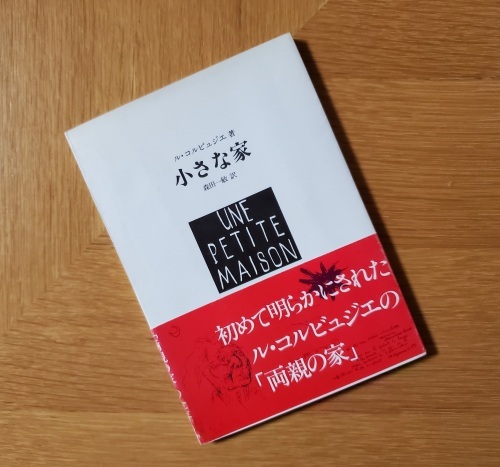 ル・コルビュジエ 著
小さな家
森田一敏 訳
UNE
PETITE
MAISON
初めて明らかにされた
ル・コルビュジエの
「両親の家」